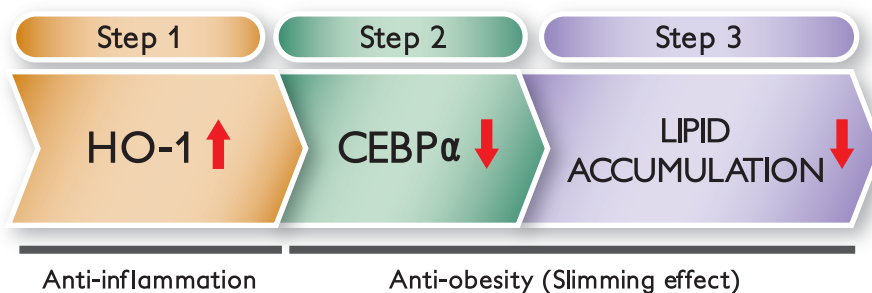 Step 1
Step 2
Step 3
HO-1
CEBPα
LIPID
ACCUMULATION
Anti-inflammation
Anti-obesity (Slimming effect)